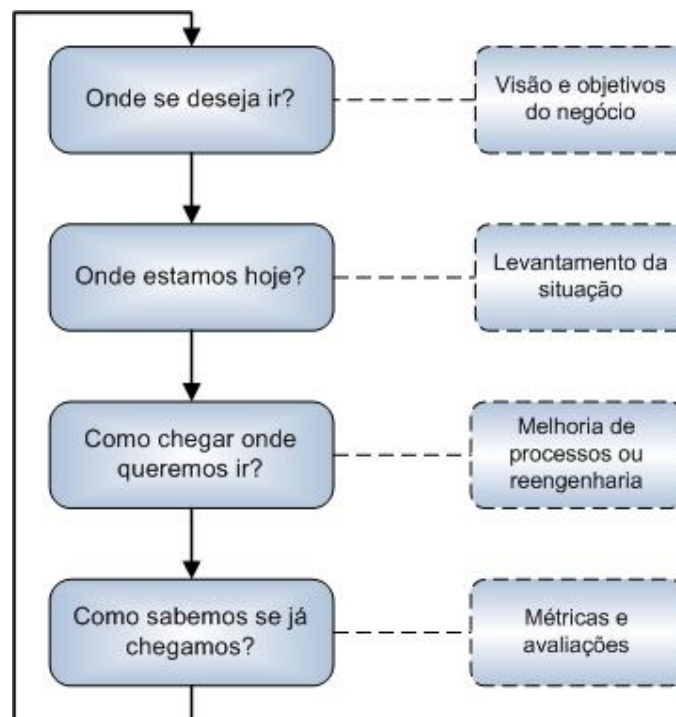 Onde se deseja ir?
Visão e objetivos
do negócio
Onde estamos hoje?
Levantamento da
situação
Como chegar onde
queremos ir?
Melhoria de
processos ou
reengenharia
Como sabemos se já
chegamos?
Métricas e
avaliações